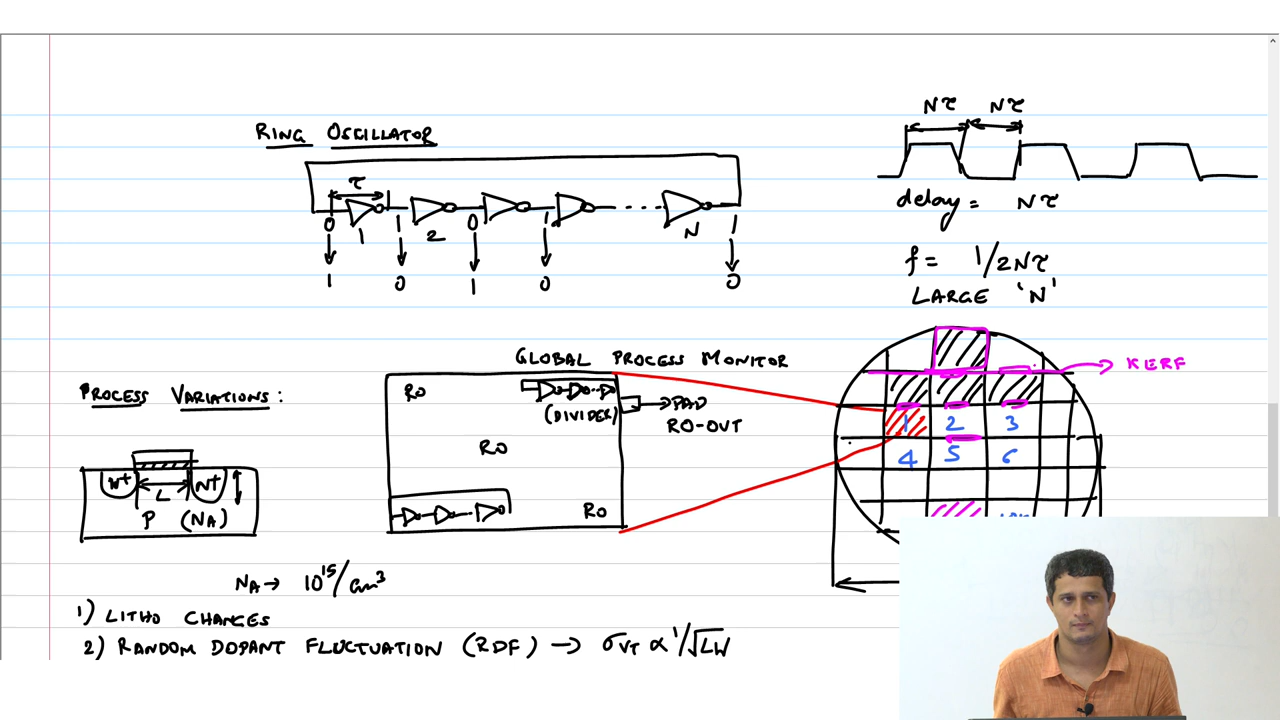 RING OSCILLATOR
τ
0 1 0 1 1
1 2 N
1 0 1 0 0
Nτ Nτ
delay = Nτ
f = 1/2Nτ
LARGE 'N'
GLOBAL PROCESS MONITOR
KERF
PROCESS VARIATIONS :
RO
(DIVIDER)
PAD
RO-OUT
RO
RO
1 2 3
4 5 6
N+ N+
L
P (NA)
NA → 10^15/cm^3
1) LITHO CHANGES
2) RANDOM DOPANT FLUCTUATION (RDF) → σVT ∝ 1/√LW